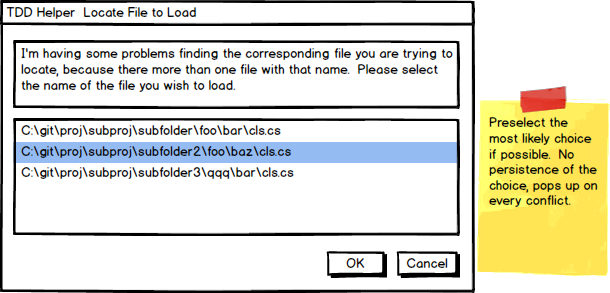 TDD Helper  Locate File to Load
I'm having some problems finding the corresponding file you are trying to
locate, because there more than one file with that name.  Please select
the name of the file you wish to load.
C:\git\proj\subproj\subfolder\foo\bar\cls.cs
C:\git\proj\subproj\subfolder2\foo\baz\cls.cs
C:\git\proj\subproj\subfolder3\qqq\bar\cls.cs
OK
Cancel
Preselect the
most likely choice
if possible.  No
persistence of the
choice, pops up on
every conflict.